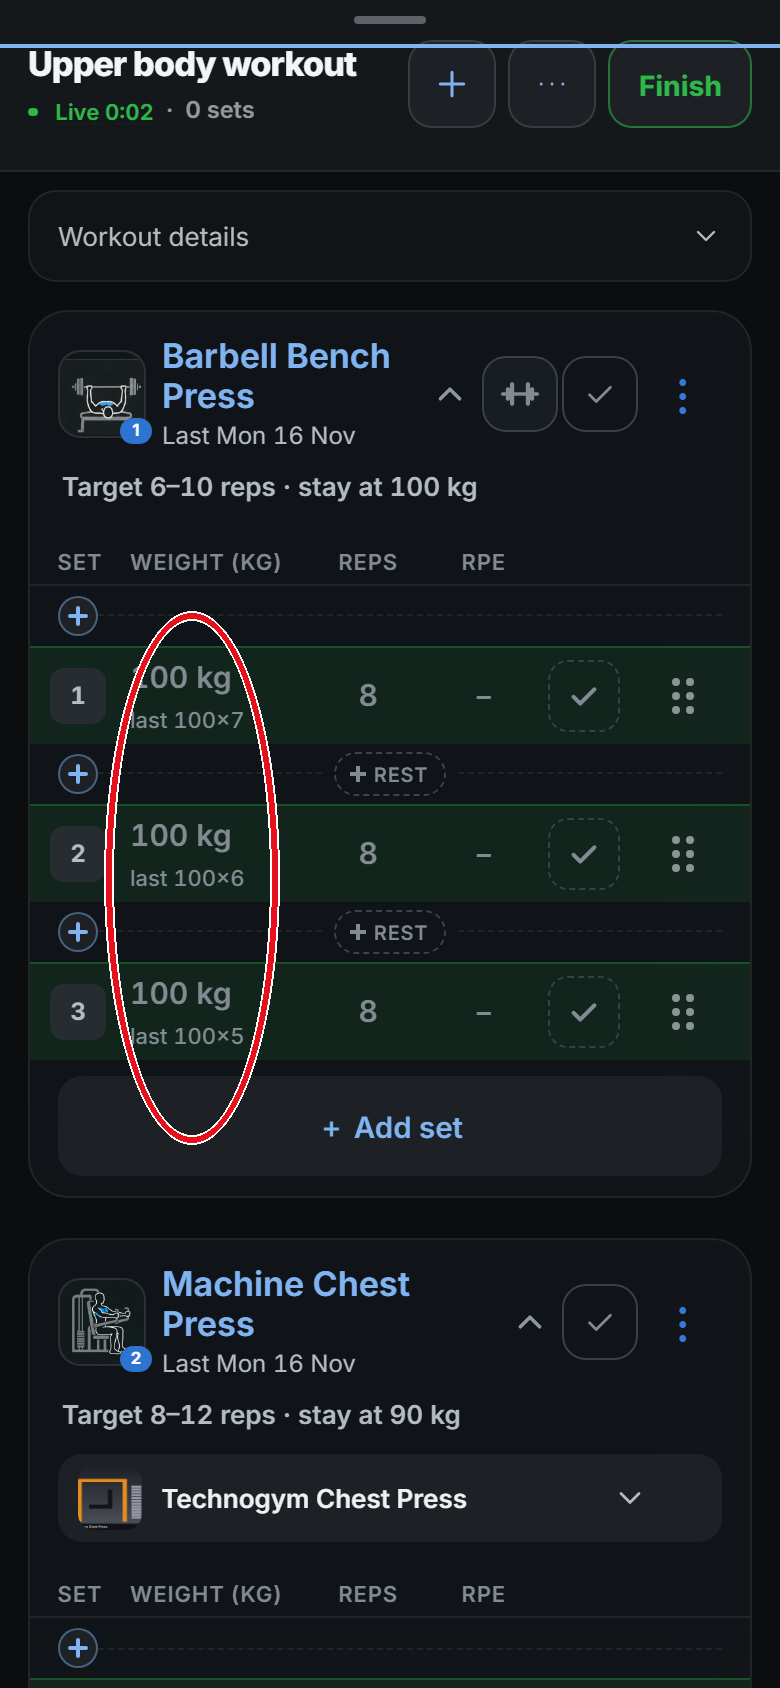 Upper body workout
Live 0:02 · 0 sets
+
...
Finish
Workout details
Barbell Bench
Press
1
Last Mon 16 Nov
Target 6–10 reps · stay at 100 kg
SET WEIGHT (KG) REPS RPE
1 100 kg 8 –
last 100×7
+ REST
2 100 kg 8 –
last 100×6
+ REST
3 100 kg 8 –
last 100×5
+ Add set
Machine Chest
Press
2
Last Mon 16 Nov
Target 8–12 reps · stay at 90 kg
Technogym Chest Press
SET WEIGHT (KG) REPS RPE